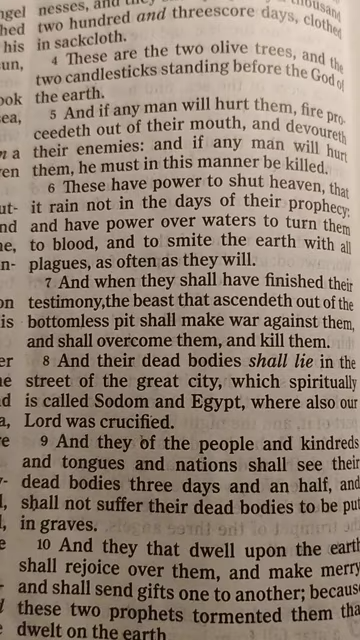 nesses, and they
two hundred and threescore days, clothed
in sackcloth.
4 These are the two olive trees, and the
two candlesticks standing before the God of
the earth.
5 And if any man will hurt them, fire pro-
ceedeth out of their mouth, and devoureth
their enemies: and if any man will hurt
them, he must in this manner be killed.
6 These have power to shut heaven, that
it rain not in the days of their prophecy:
and have power over waters to turn them
to blood, and to smite the earth with all
plagues, as often as they will.
7 And when they shall have finished their
testimony,the beast that ascendeth out of the
bottomless pit shall make war against them,
and shall overcome them, and kill them.
8 And their dead bodies shall lie in the
street of the great city, which spiritually
is called Sodom and Egypt, where also our
Lord was crucified.
9 And they of the people and kindreds
and tongues and nations shall see their
dead bodies three days and an half, and
shall not suffer their dead bodies to be put
in graves.
10 And they that dwell upon the earth
shall rejoice over them, and make merry
and shall send gifts one to another; becaus
these two prophets tormented them tha
dwelt on the earth